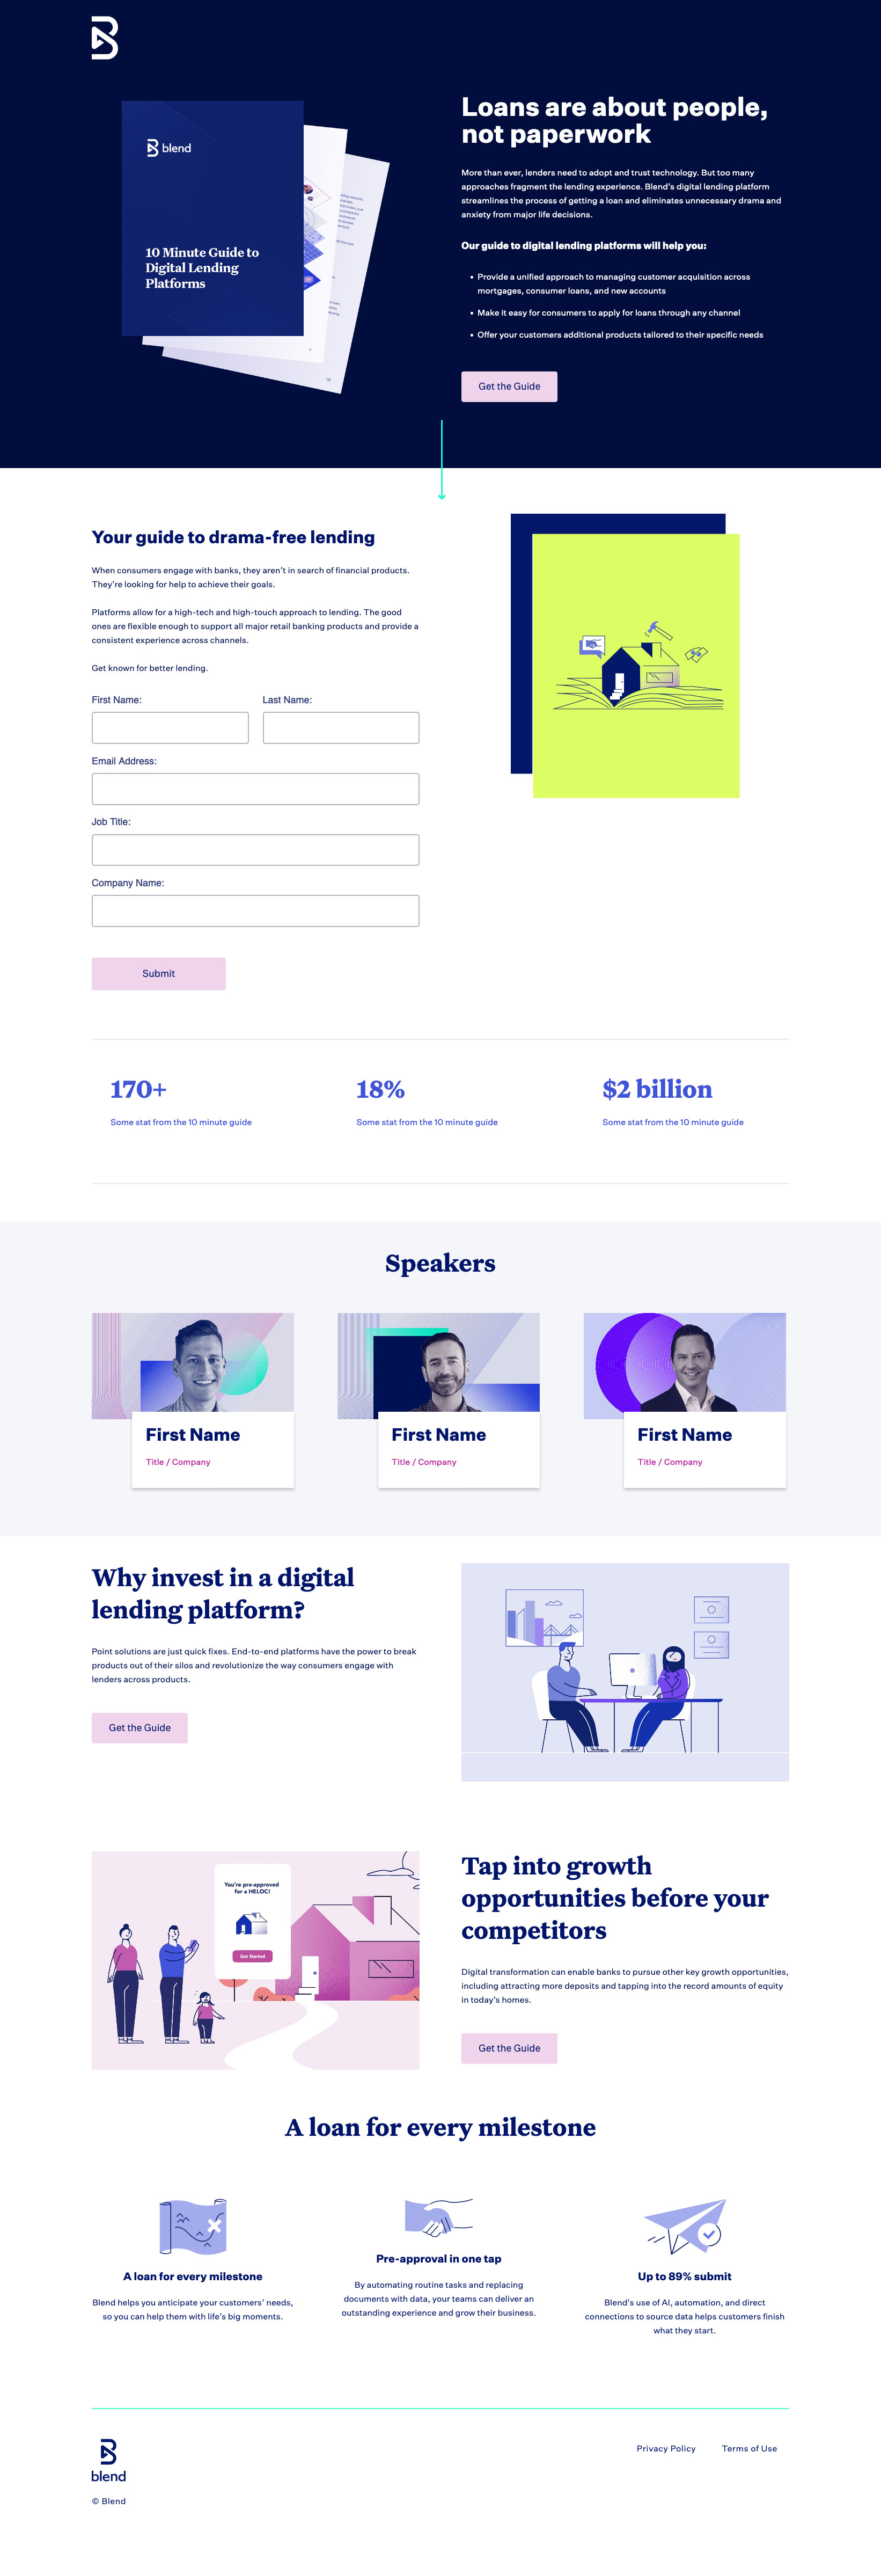 blend
10 Minute Guide to
Digital Lending
Platforms
Loans are about people,
not paperwork
More than ever, lenders need to adopt and trust technology. But too many
approaches fragment the lending experience. Blend's digital lending platform
streamlines the process of getting a loan and eliminates unnecessary drama and
anxiety from major life decisions.
Our guide to digital lending platforms will help you:
• Provide a unified approach to managing customer acquisition across
mortgages, consumer loans, and new accounts
• Make it easy for consumers to apply for loans through any channel
• Offer your customers additional products tailored to their specific needs
Get the Guide
Your guide to drama-free lending
When consumers engage with banks, they aren't in search of financial products.
They're looking for help to achieve their goals.
Platforms allow for a high-tech and high-touch approach to lending. The good
ones are flexible enough to support all major retail banking products and provide a
consistent experience across channels.
Get known for better lending.
First Name:
Last Name:
Email Address:
Job Title:
Company Name:
Submit
170+
Some stat from the 10 minute guide
18%
Some stat from the 10 minute guide
$2 billion
Some stat from the 10 minute guide
Speakers
First Name
Title / Company
First Name
Title / Company
First Name
Title / Company
Why invest in a digital
lending platform?
Point solutions are just quick fixes. End-to-end platforms have the power to break
products out of their silos and revolutionize the way consumers engage with
lenders across products.
Get the Guide
You're pre-approved
for a HELOC!
Get Started
Tap into growth
opportunities before your
competitors
Digital transformation can enable banks to pursue other key growth opportunities,
including attracting more deposits and tapping into the record amounts of equity
in today's homes.
Get the Guide
A loan for every milestone
A loan for every milestone
Blend helps you anticipate your customers' needs,
so you can help them with life's big moments.
Pre-approval in one tap
By automating routine tasks and replacing
documents with data, your teams can deliver an
outstanding experience and grow their business.
Up to 89% submit
Blend's use of AI, automation, and direct
connections to source data helps customers finish
what they start.
blend
© Blend
Privacy Policy
Terms of Use